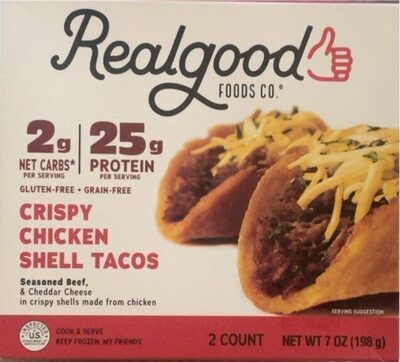 Realgood
FOODS CO.®
2g NET CARBS* PER SERVING
25g PROTEIN PER SERVING
GLUTEN-FREE • GRAIN-FREE
CRISPY
CHICKEN
SHELL TACOS
Seasoned Beef,
& Cheddar Cheese
in crispy shells made from chicken
SERVING SUGGESTION
INSPECTED
U.S.
COOK & SERVE
KEEP FROZEN, MY FRIENDS
2 COUNT NET WT 7 OZ (198 g)